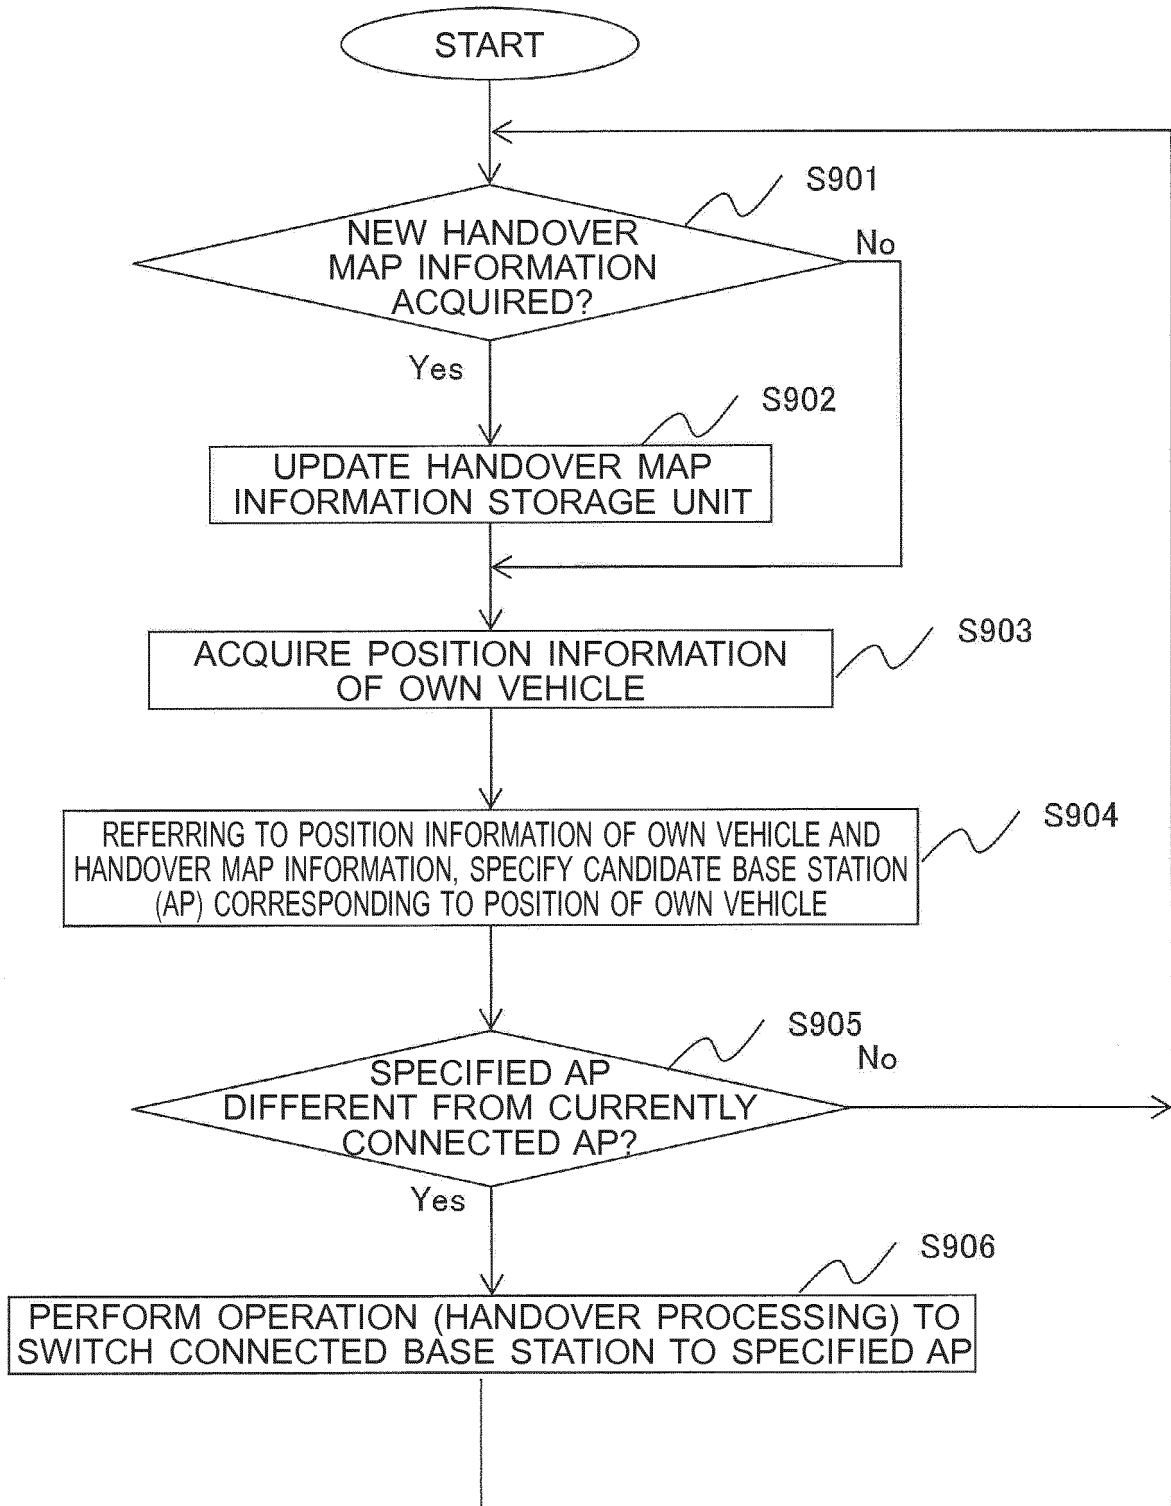 START
S901
NEW HANDOVER
MAP INFORMATION
ACQUIRED?
No
Yes
S902
UPDATE HANDOVER MAP
INFORMATION STORAGE UNIT
S903
ACQUIRE POSITION INFORMATION
OF OWN VEHICLE
S904
REFERRING TO POSITION INFORMATION OF OWN VEHICLE AND
HANDOVER MAP INFORMATION, SPECIFY CANDIDATE BASE STATION
(AP) CORRESPONDING TO POSITION OF OWN VEHICLE
S905
No
SPECIFIED AP
DIFFERENT FROM CURRENTLY
CONNECTED AP?
Yes
S906
PERFORM OPERATION (HANDOVER PROCESSING) TO
SWITCH CONNECTED BASE STATION TO SPECIFIED AP